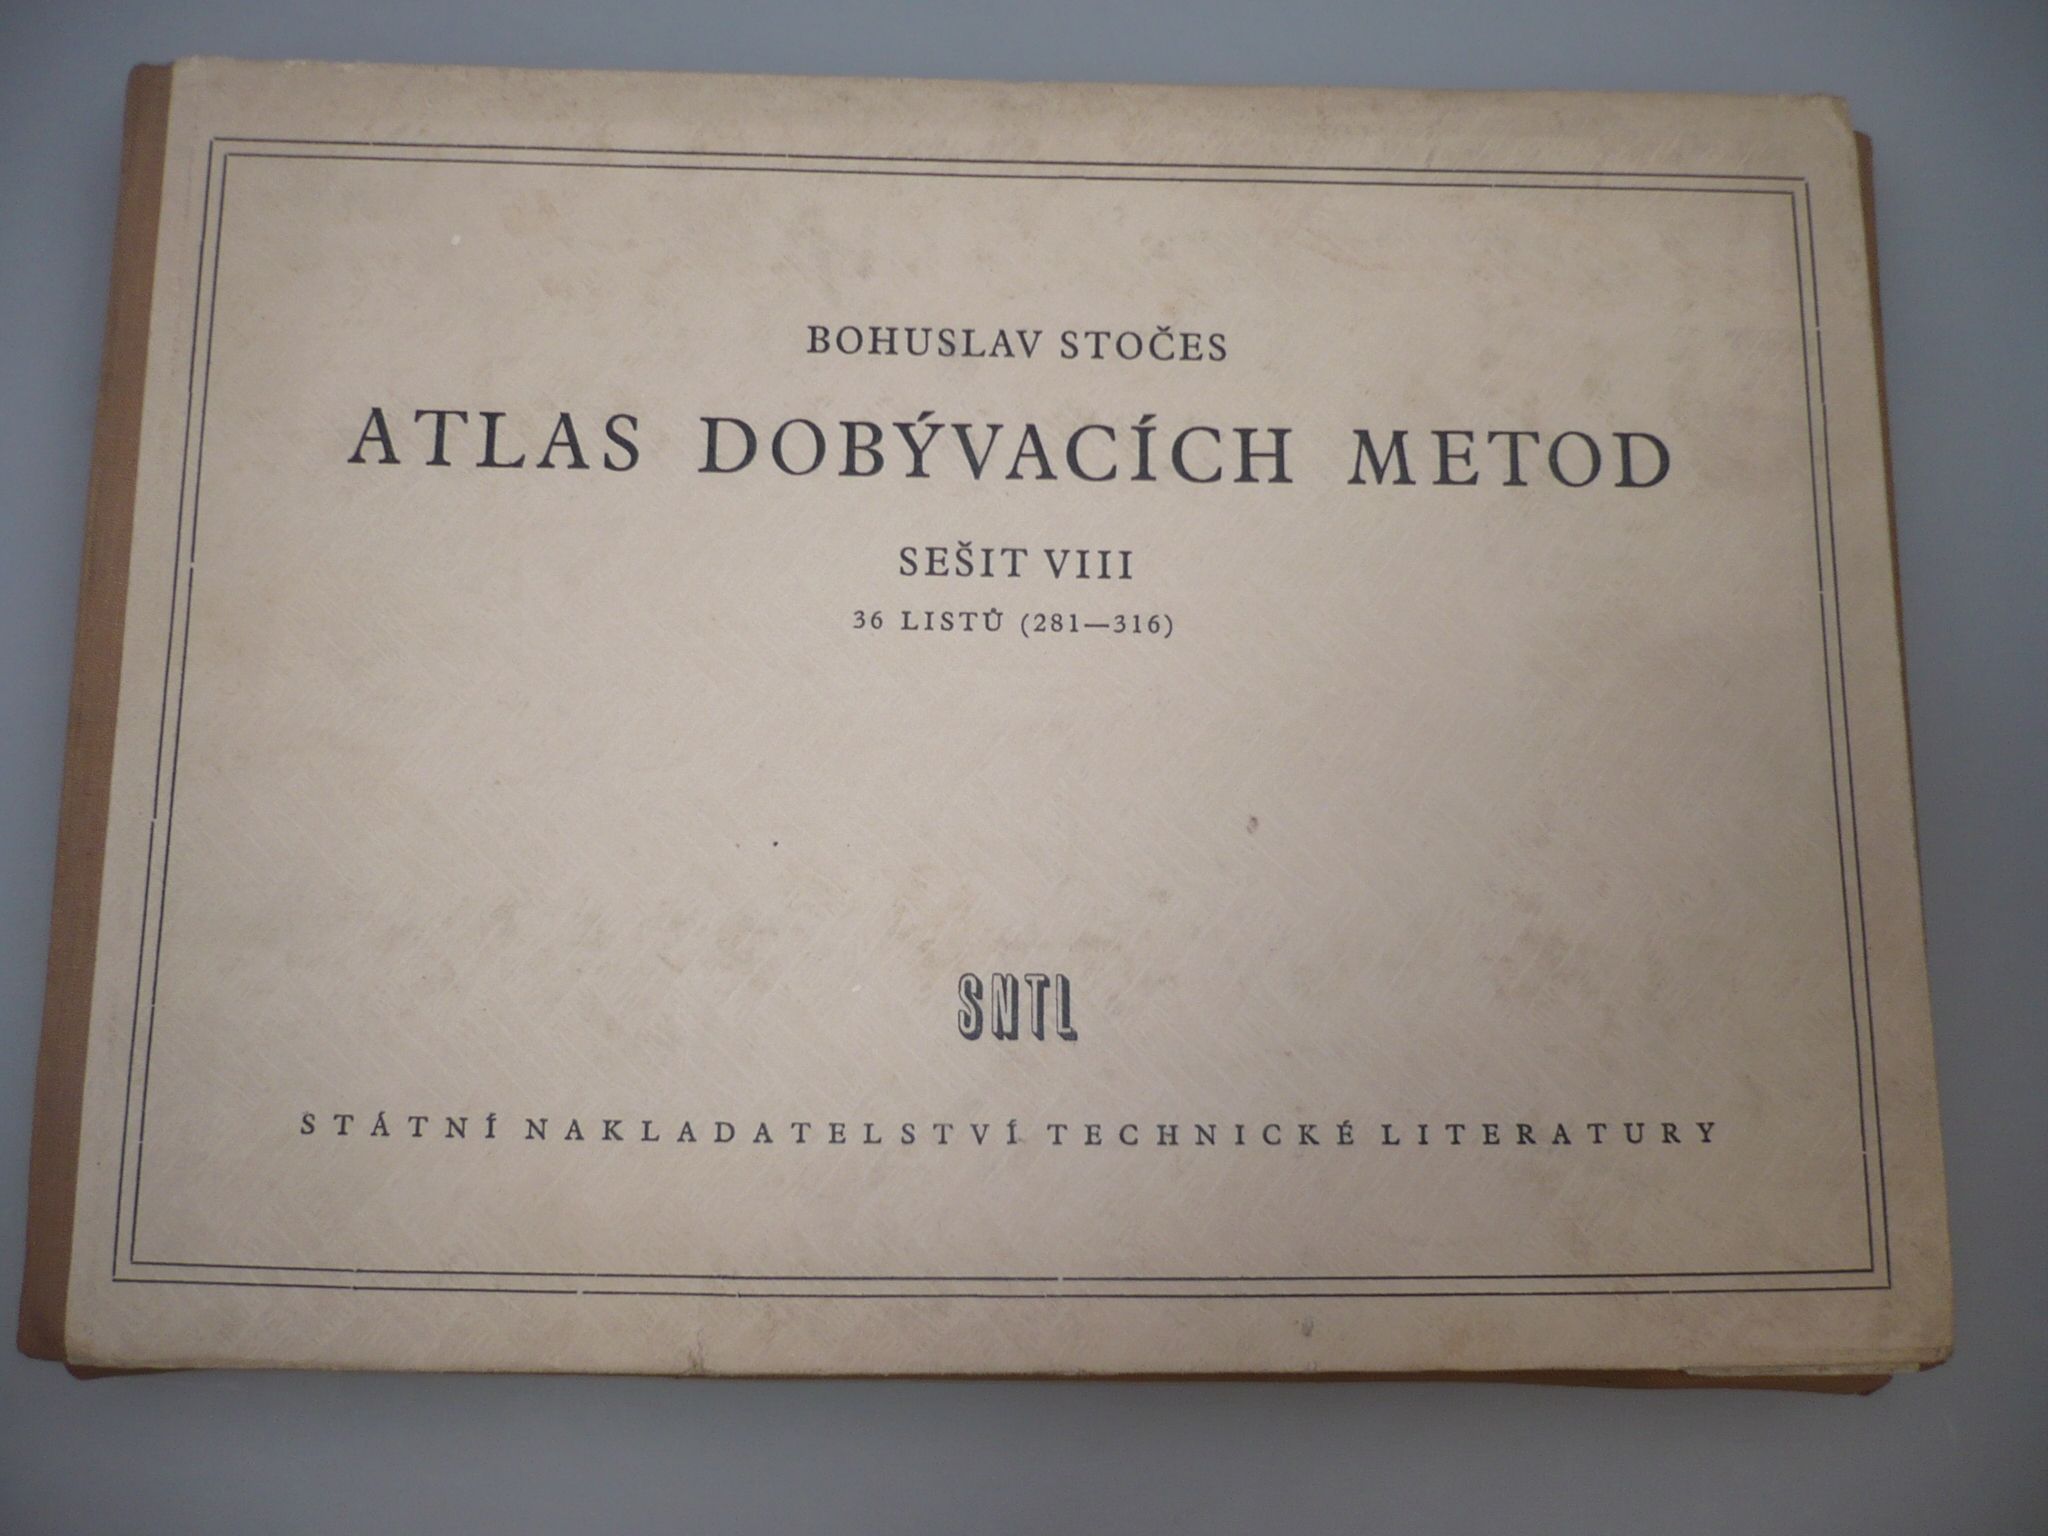 BOHUSLAV STOČES
ATLAS DOBÝVACÍCH METOD
SEŠIT VIII
36 LISTŮ (281—316)
SNTL
STÁTNÍ NAKLADATELSTVÍ TECHNICKÉ LITERATURY